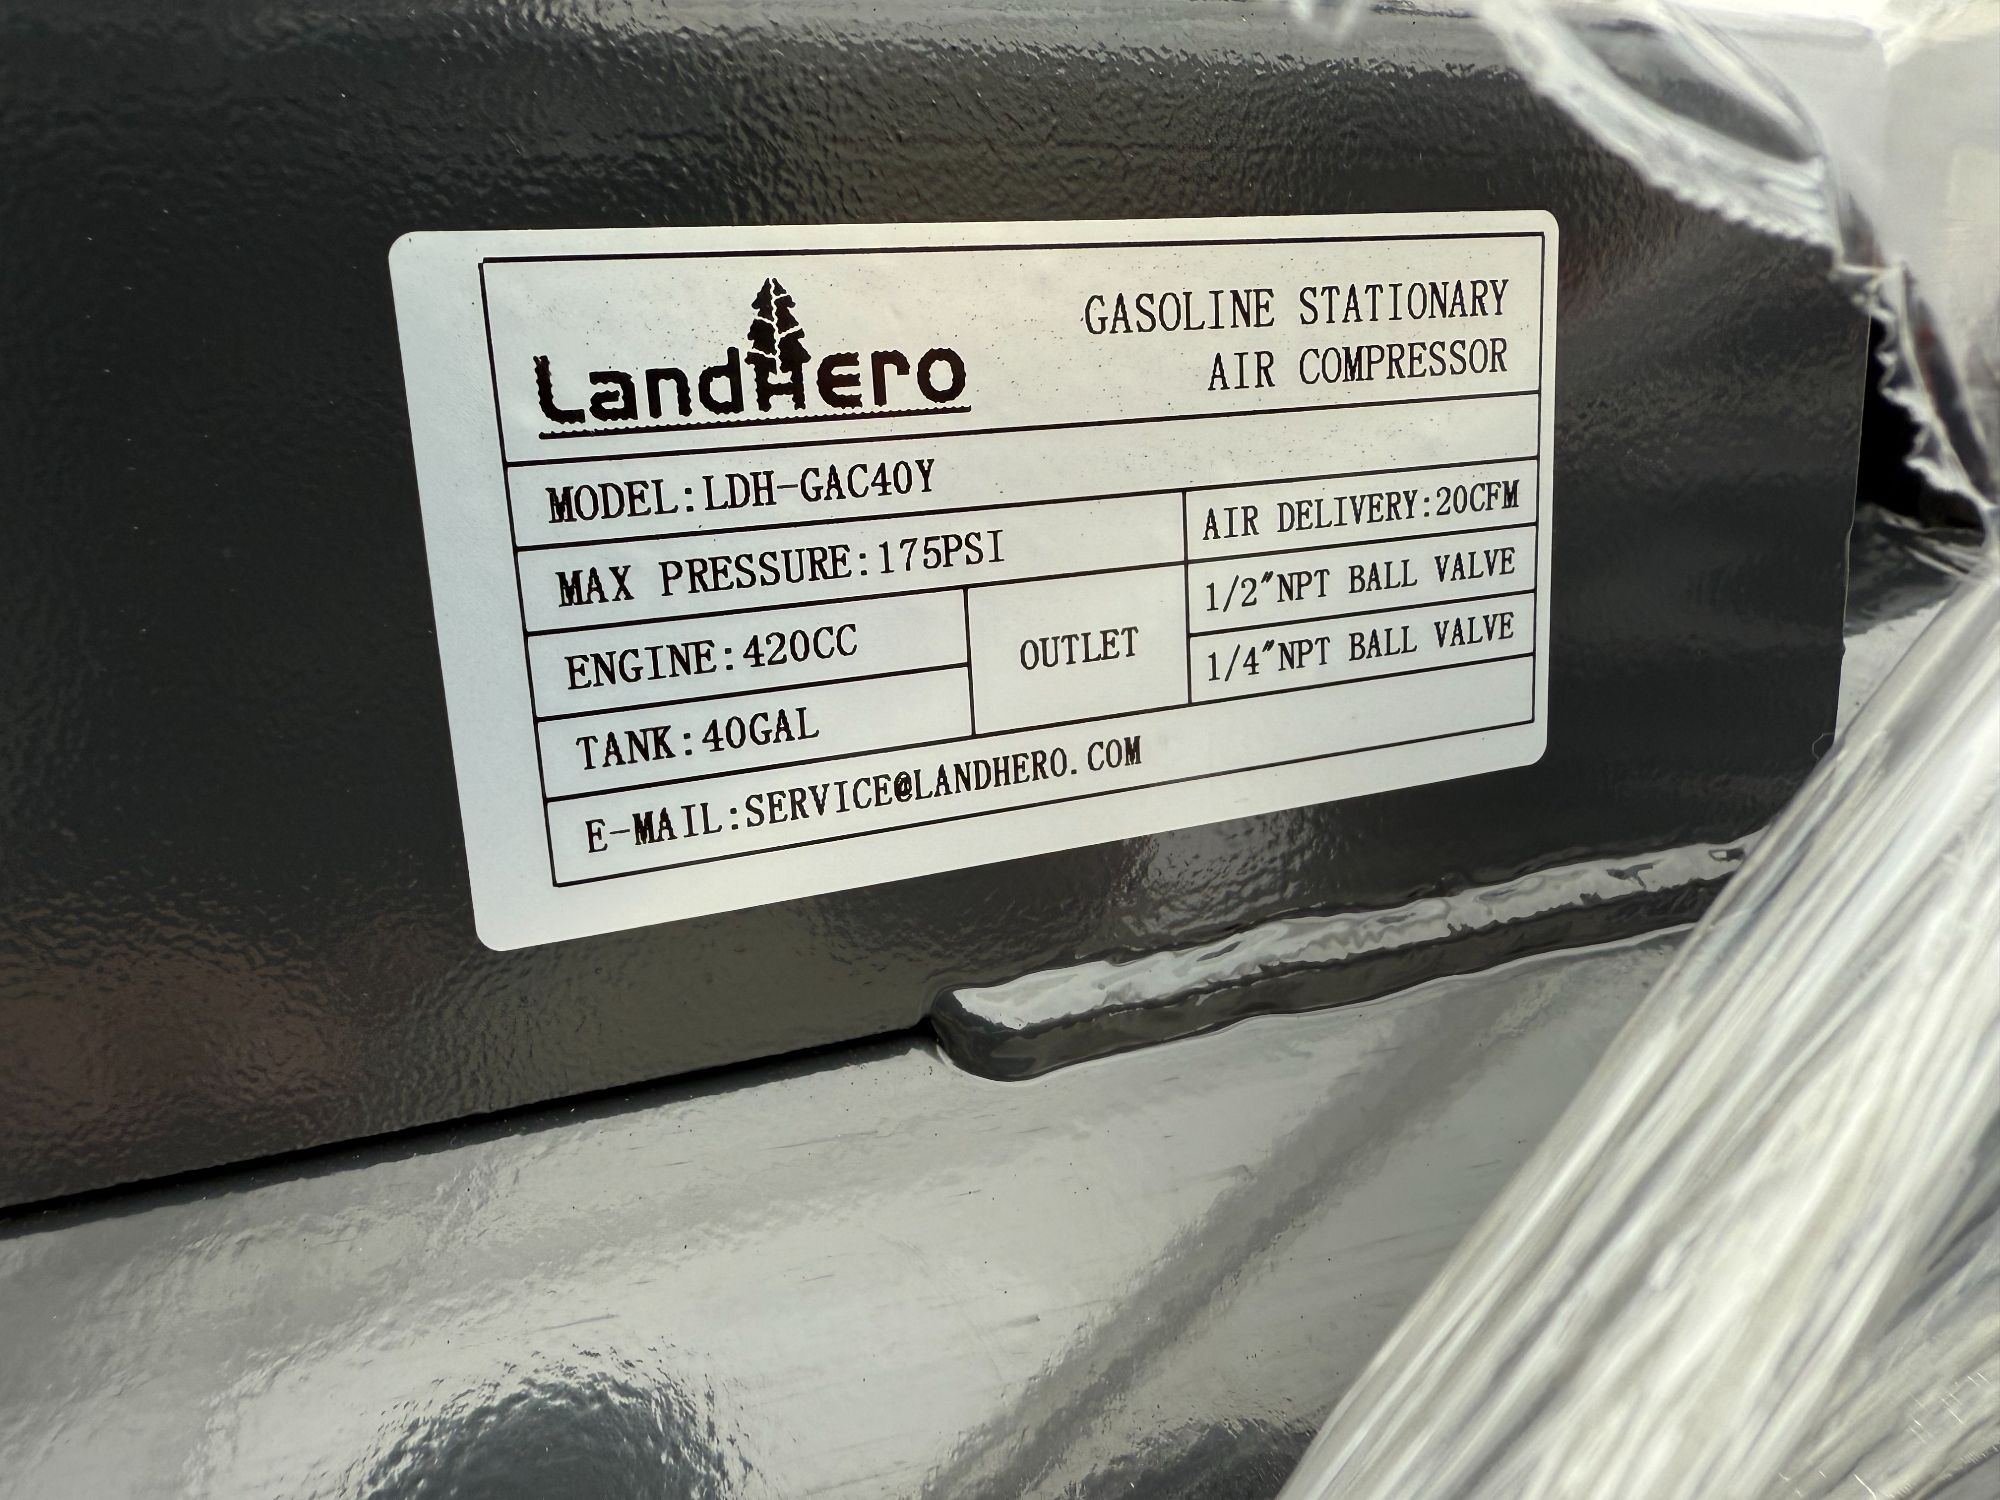 LandHero
GASOLINE STATIONARY
AIR COMPRESSOR
MODEL:LDH-GAC40Y
MAX PRESSURE:175PSI
AIR DELIVERY:20CFM
ENGINE:420CC
OUTLET
1/2"NPT BALL VALVE
1/4"NPT BALL VALVE
TANK:40GAL
E-MAIL:SERVICE@LANDHERO.COM